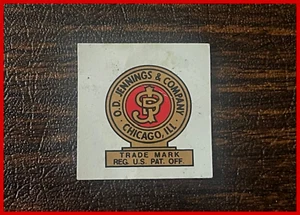 O.D. JENNINGS & COMPANY
CHICAGO, ILL.
TRADE MARK
REG. U.S. PAT. OFF.